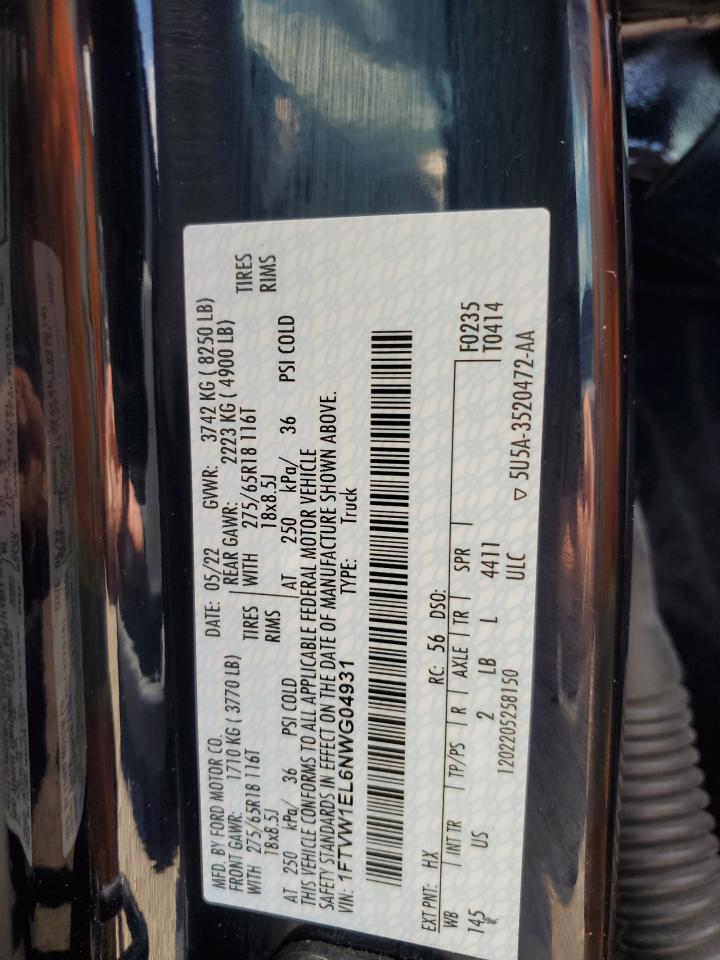 MFD. BY FORD MOTOR CO. DATE: 05/22 GVWR: 3742 KG ( 8250 LB)
FRONT GAWR: 1710 KG ( 3770 LB) REAR GAWR: 2223 KG ( 4900 LB)
WITH 275/65R18 116T TIRES WITH 275/65R18 116T TIRES
18x8.5J RIMS 18x8.5J RIMS
AT 250 kPa/ 36 PSI COLD AT 250 kPa/ 36 PSI COLD
THIS VEHICLE CONFORMS TO ALL APPLICABLE FEDERAL MOTOR VEHICLE
SAFETY STANDARDS IN EFFECT ON THE DATE OF MANUFACTURE SHOWN ABOVE.
VIN: 1FTVW1EL6NWG04931 TYPE: Truck
EXT PNT: HX RC: 56 DSO:
WB INT TR TP/PS R AXLE TR SPR F0235
145 US 2 LB L 4411 T0414
1202205258150 ULC
▽ 5U5A-3520472-AA